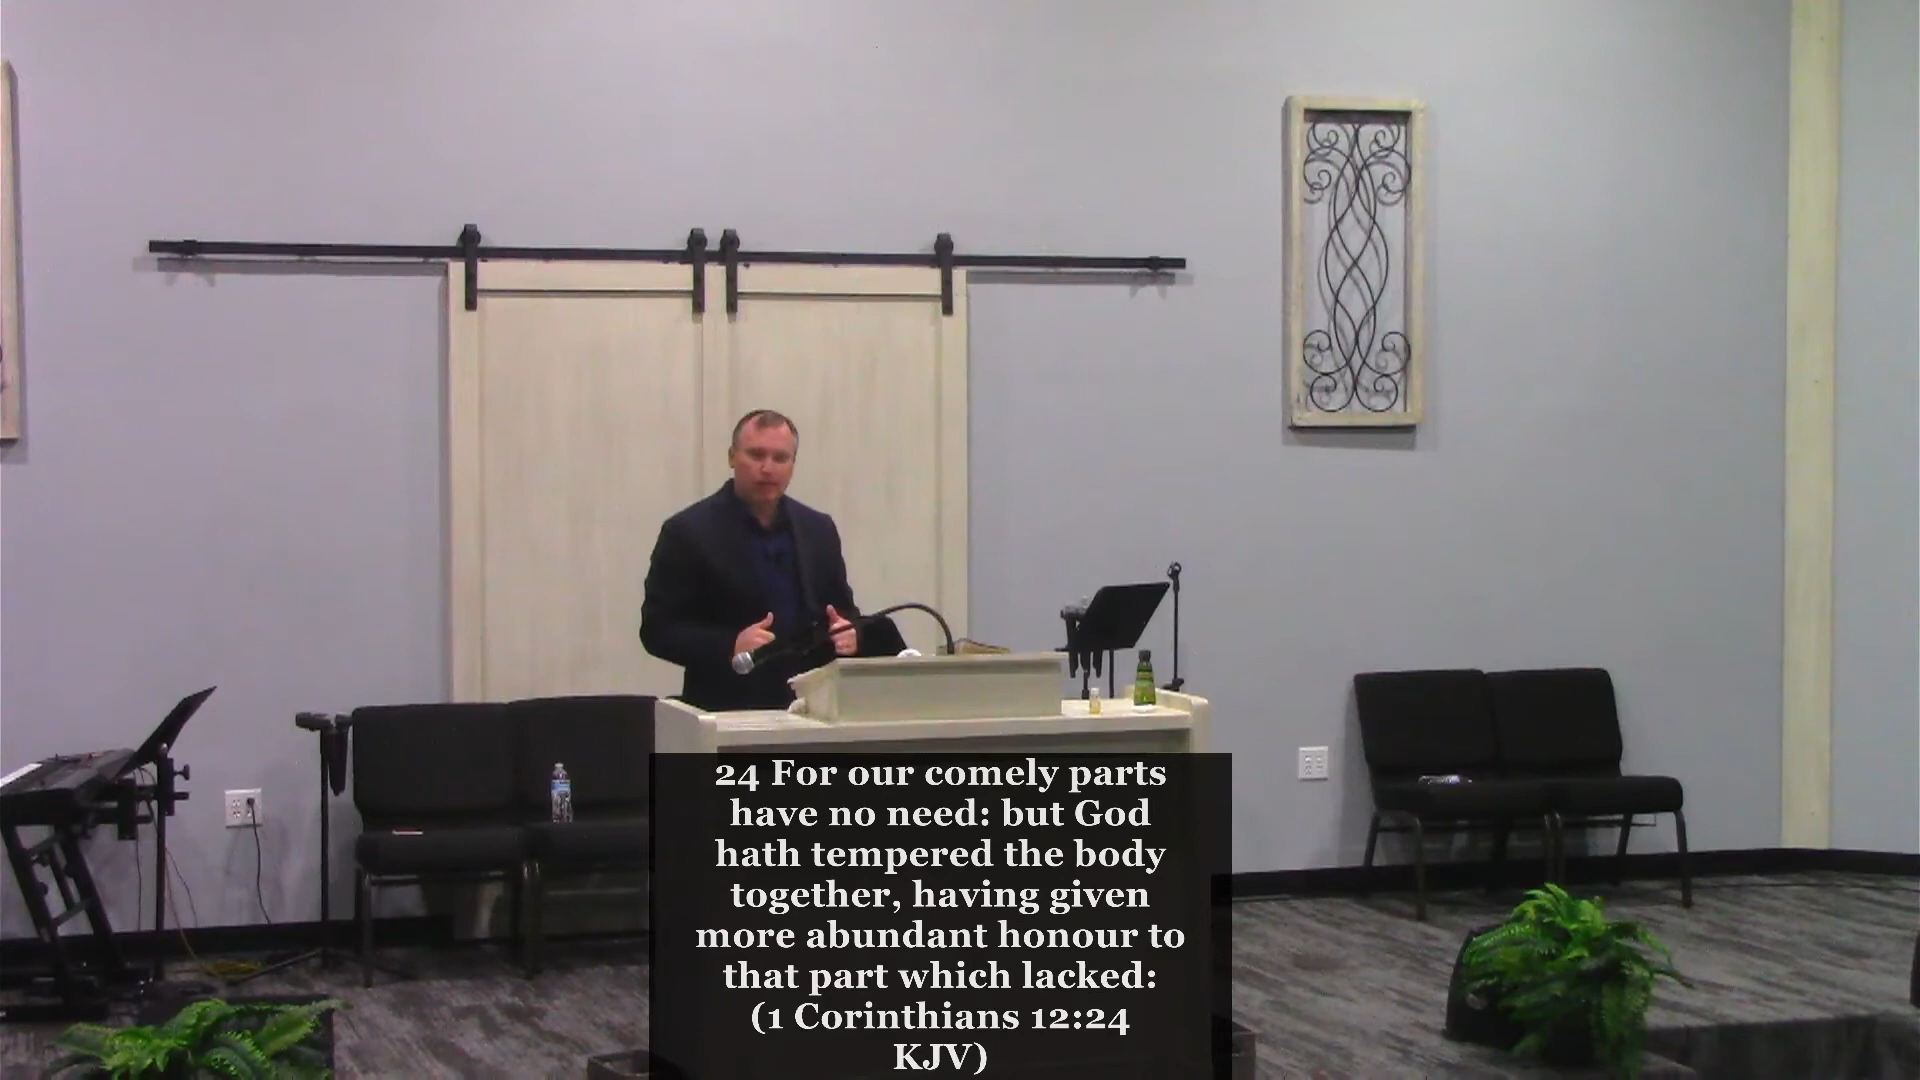 24 For our comely parts
have no need: but God
hath tempered the body
together, having given
more abundant honour to
that part which lacked:
(1 Corinthians 12:24
KJV)